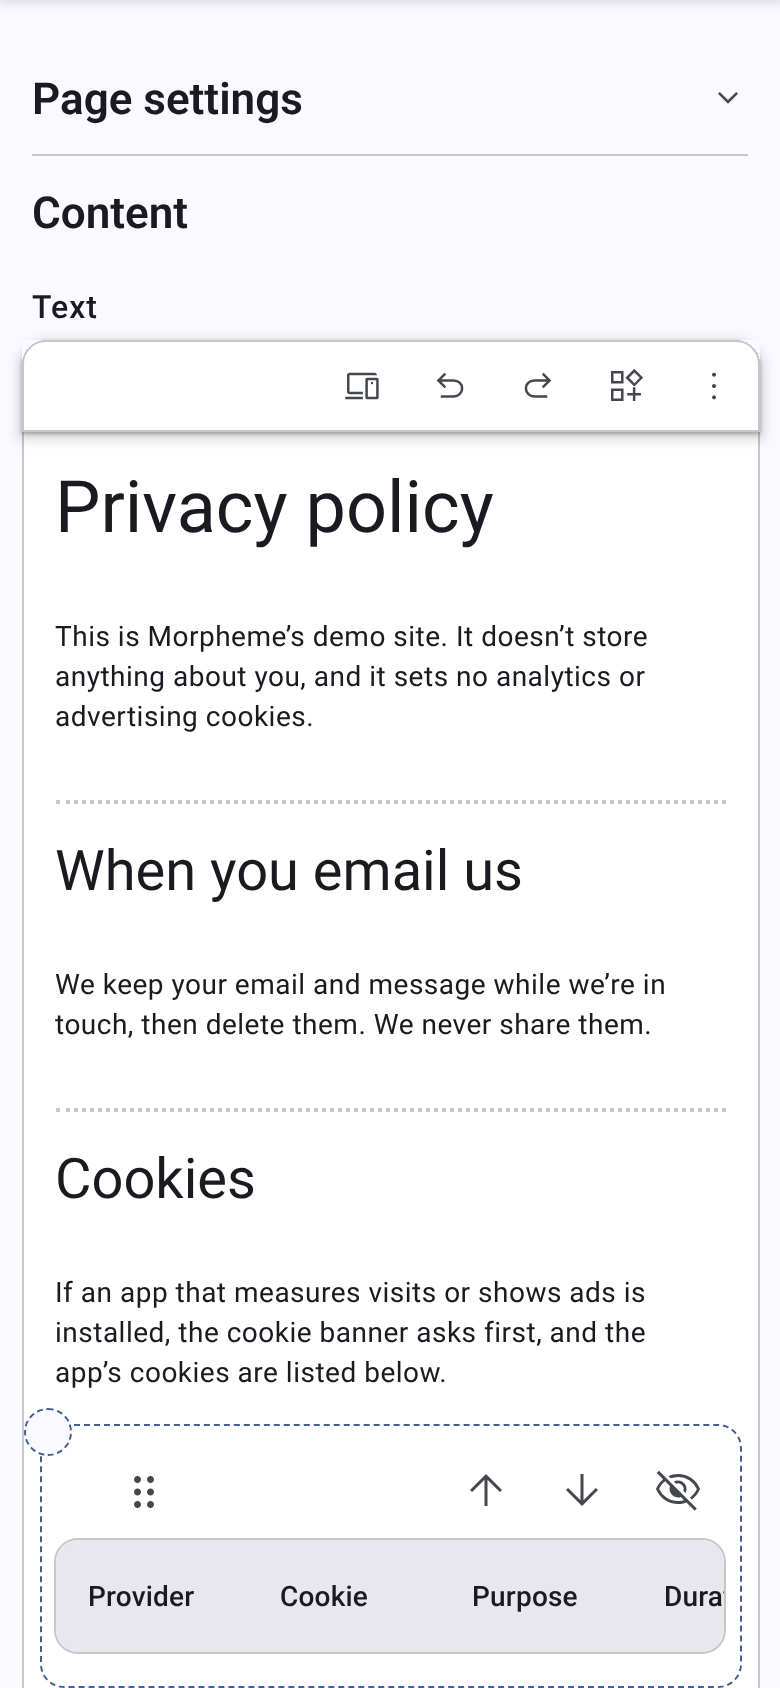 Page settings
Content
Text
Privacy policy
This is Morpheme’s demo site. It doesn’t store
anything about you, and it sets no analytics or
advertising cookies.
When you email us
We keep your email and message while we’re in
touch, then delete them. We never share them.
Cookies
If an app that measures visits or shows ads is
installed, the cookie banner asks first, and the
app’s cookies are listed below.
Provider Cookie Purpose